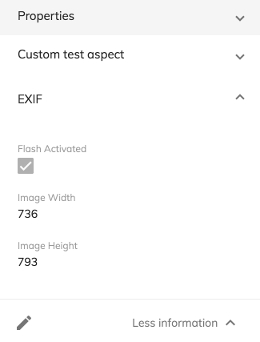 Properties
Custom test aspect
EXIF
Flash Activated
Image Width
736
Image Height
793
Less information